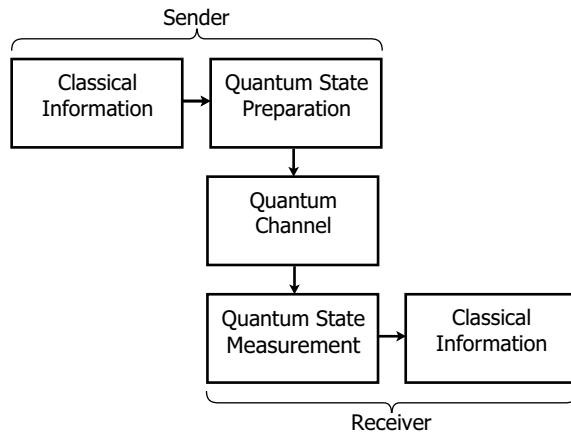 Sender
Classical
Information
Quantum State
Preparation
Quantum
Channel
Quantum State
Measurement
Classical
Information
Receiver